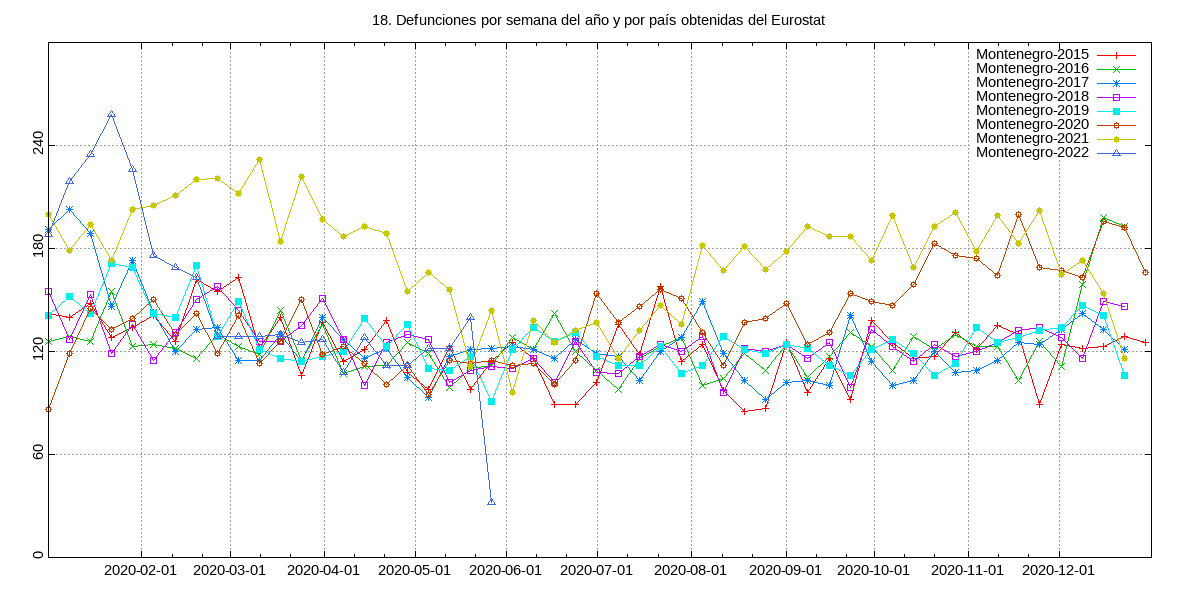 18. Defunciones por semana del año y por país obtenidas del Eurostat
Montenegro-2015
Montenegro-2016
Montenegro-2017
Montenegro-2018
Montenegro-2019
Montenegro-2020
Montenegro-2021
Montenegro-2022
240
180
120
60
0
2020-02-01 2020-03-01 2020-04-01 2020-05-01 2020-06-01 2020-07-01 2020-08-01 2020-09-01 2020-10-01 2020-11-01 2020-12-01